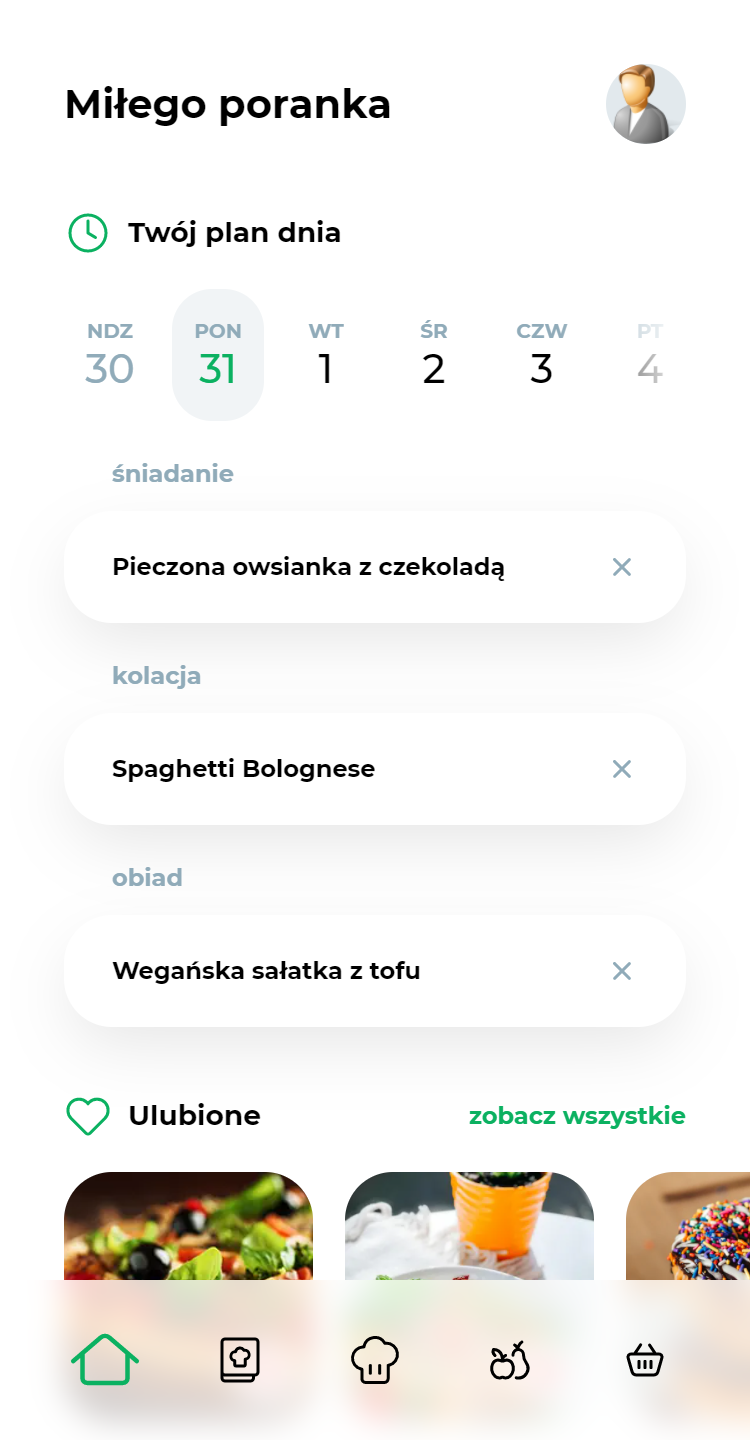 Miłego poranka
Twój plan dnia
NDZ PON WT ŚR CZW PT
30 31 1 2 3 4
śniadanie
Pieczona owsianka z czekoladą
kolacja
Spaghetti Bolognese
obiad
Wegańska sałatka z tofu
Ulubione zobacz wszystkie